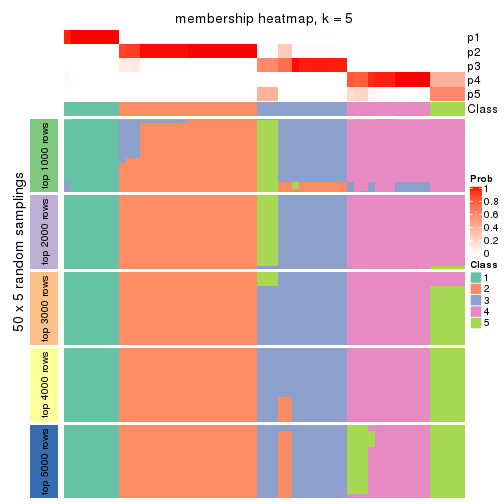 membership heatmap, k = 5
p1
p2
p3
p4
p5
Class
50 x 5 random samplings
top 1000 rows
top 2000 rows
top 3000 rows
top 4000 rows
top 5000 rows
Prob
1
0.8
0.6
0.4
0.2
0
Class
1
2
3
4
5